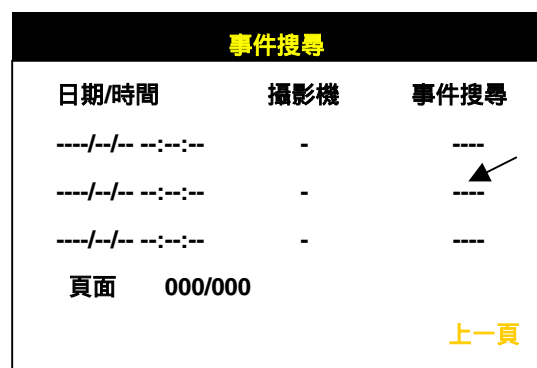 事件搜尋
日期/時間 攝影機 事件搜尋
----/--/-- --:--:-- - ----
----/--/-- --:--:-- - ----
----/--/-- --:--:-- - ----
頁面 000/000
上一頁